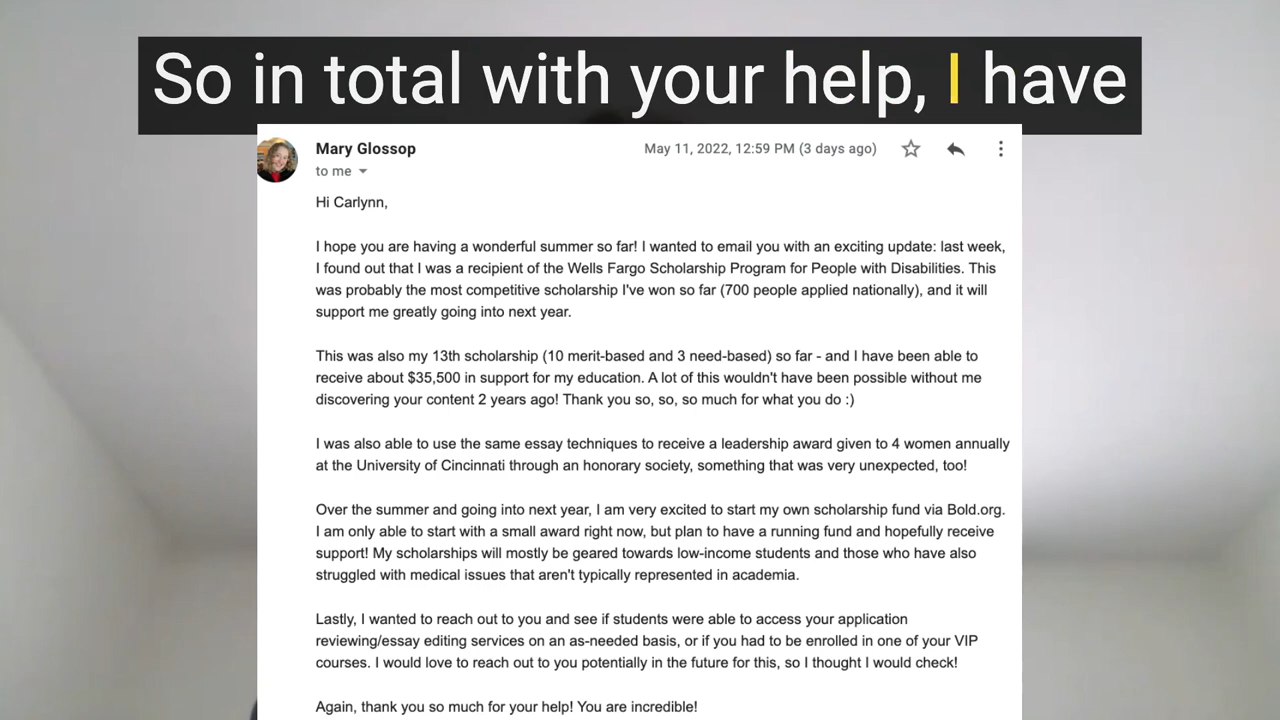 So in total with your help, I have
Mary Glossop
May 11, 2022, 12:59 PM (3 days ago)
to me
Hi Carlynn,
I hope you are having a wonderful summer so far! I wanted to email you with an exciting update: last week,
I found out that I was a recipient of the Wells Fargo Scholarship Program for People with Disabilities. This
was probably the most competitive scholarship I've won so far (700 people applied nationally), and it will
support me greatly going into next year.
This was also my 13th scholarship (10 merit-based and 3 need-based) so far - and I have been able to
receive about $35,500 in support for my education. A lot of this wouldn't have been possible without me
discovering your content 2 years ago! Thank you so, so, so much for what you do :)
I was also able to use the same essay techniques to receive a leadership award given to 4 women annually
at the University of Cincinnati through an honorary society, something that was very unexpected, too!
Over the summer and going into next year, I am very excited to start my own scholarship fund via Bold.org.
I am only able to start with a small award right now, but plan to have a running fund and hopefully receive
support! My scholarships will mostly be geared towards low-income students and those who have also
struggled with medical issues that aren't typically represented in academia.
Lastly, I wanted to reach out to you and see if students were able to access your application
reviewing/essay editing services on an as-needed basis, or if you had to be enrolled in one of your VIP
courses. I would love to reach out to you potentially in the future for this, so I thought I would check!
Again, thank you so much for your help! You are incredible!